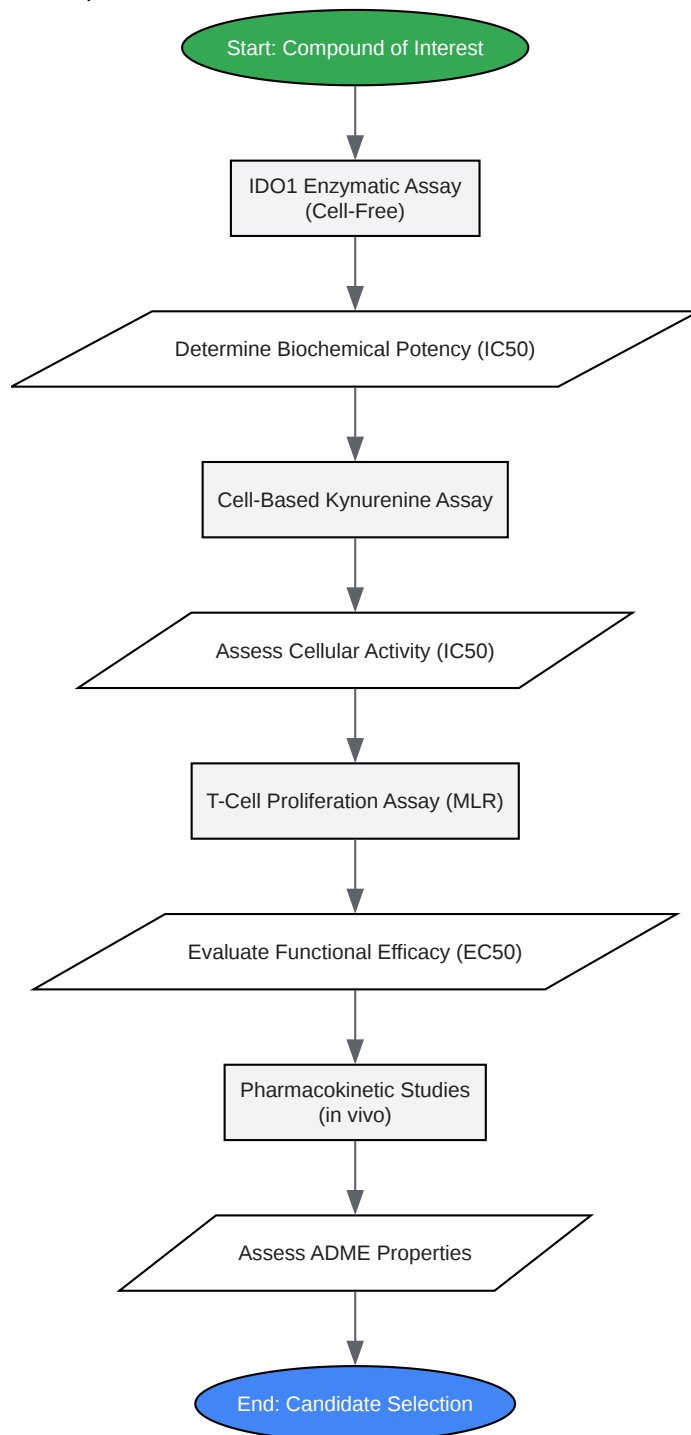 Start: Compound of Interest
IDO1 Enzymatic Assay
(Cell-Free)
Determine Biochemical Potency (IC50)
Cell-Based Kynurenine Assay
Assess Cellular Activity (IC50)
T-Cell Proliferation Assay (MLR)
Evaluate Functional Efficacy (EC50)
Pharmacokinetic Studies
(in vivo)
Assess ADME Properties
End: Candidate Selection